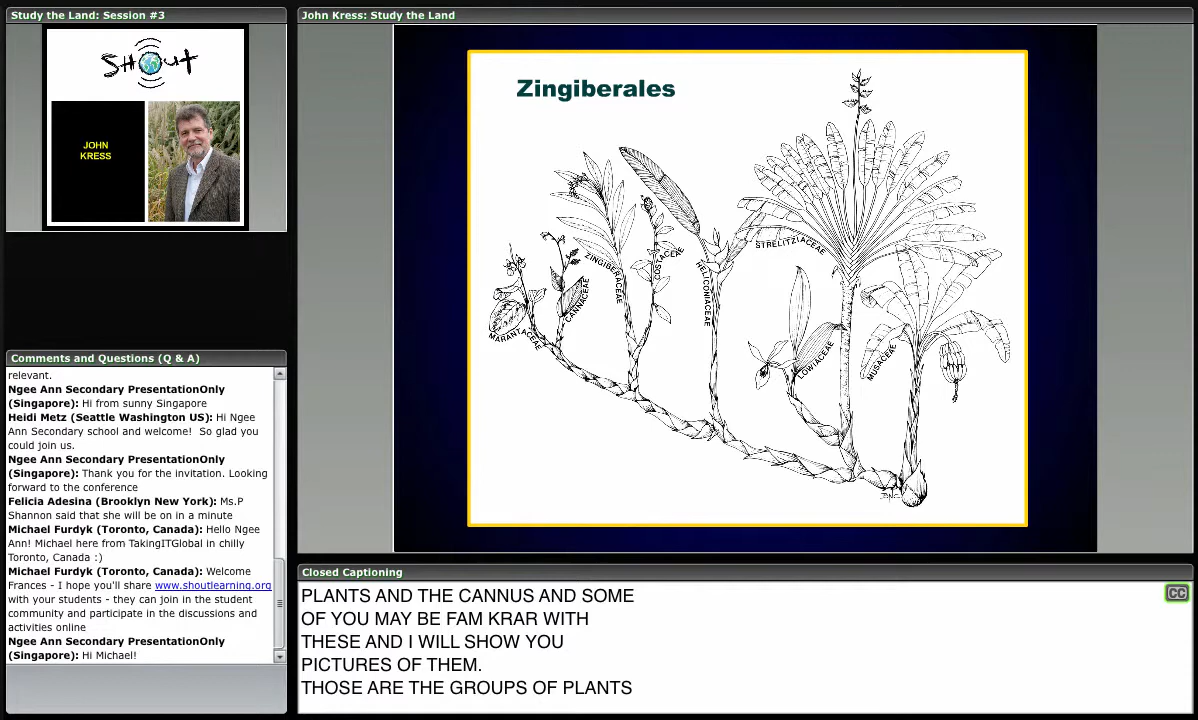 Study the Land: Session #3
SHOUT
JOHN
KRESS
Comments and Questions (Q & A)
relevant.
Ngee Ann Secondary PresentationOnly
(Singapore): Hi from sunny Singapore
Heidi Metz (Seattle Washington US): Hi Ngee
Ann Secondary school and welcome!  So glad you
could join us.
Ngee Ann Secondary PresentationOnly
(Singapore): Thank you for the invitation. Looking
forward to the conference
Felicia Adesina (Brooklyn New York): Ms.P
Shannon said that she will be on in a minute
Michael Furdyk (Toronto, Canada): Hello Ngee
Ann! Michael here from TakingITGlobal in chilly
Toronto, Canada :)
Michael Furdyk (Toronto, Canada): Welcome
Frances - I hope you'll share www.shoutlearning.org
with your students - they can join in the student
community and participate in the discussions and
activities online
Ngee Ann Secondary PresentationOnly
(Singapore): Hi Michael!
John Kress: Study the Land
Zingiberales
MARANTACEAE
CANNACEAE
ZINGIBERACEAE
COSTACEAE
HELICONIACEAE
STRELITZIACEAE
LOWIACEAE
MUSACEAE
Closed Captioning
CC
PLANTS AND THE CANNUS AND SOME
OF YOU MAY BE FAM KRAR WITH
THESE AND I WILL SHOW YOU
PICTURES OF THEM.
THOSE ARE THE GROUPS OF PLANTS